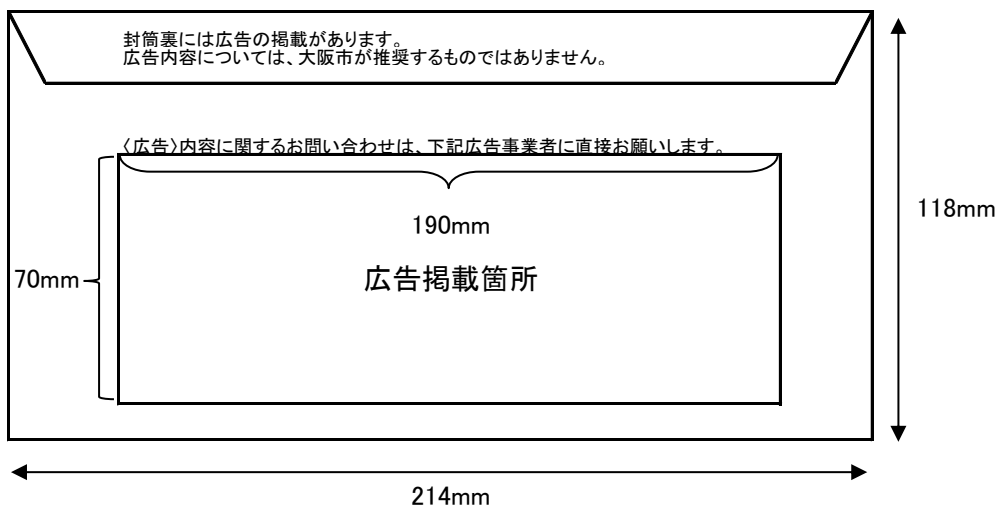 封筒裏には広告の掲載があります。
広告内容については、大阪市が推奨するものではありません。
〈広告〉内容に関するお問い合わせは、下記広告事業者に直接お願いします。
118mm
190mm
70mm
広告掲載箇所
214mm